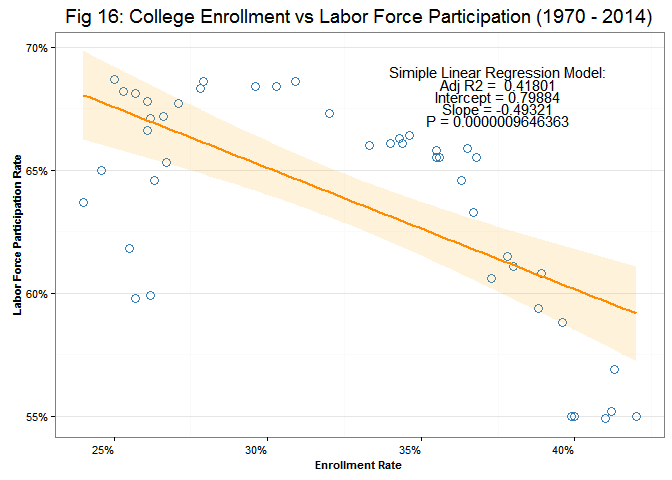 Fig 16: College Enrollment vs Labor Force Participation (1970 - 2014)
Simiple Linear Regression Model:
Adj R2 = 0.41801
Intercept = 0.79884
Slope = -0.49321
P = 0.0000009646363
70%
65%
60%
55%
Labor Force Participation Rate
25%
30%
35%
40%
Enrollment Rate